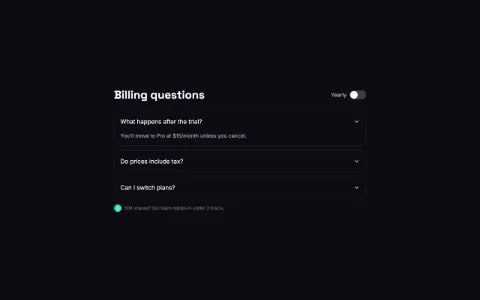 Billing questions
Yearly
What happens after the trial?
You'll move to Pro at $15/month unless you cancel.
Do prices include tax?
Can I switch plans?
Still unsure? Our team replies in under 2 hours.